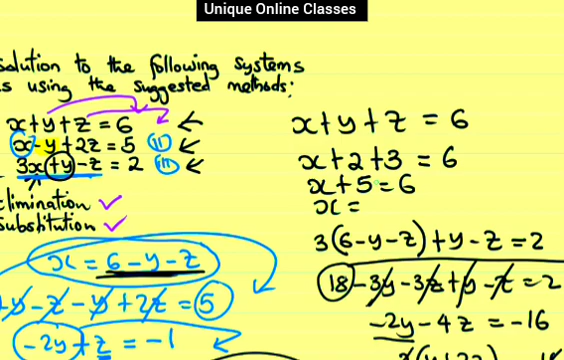 Unique Online Classes
solution to the following systems
s using the suggested methods:
x+y+z = 6
x-y+2z = 5 (ii)
3x+y-z = 2 (iii)
limination ✓
Substitution ✓
x = 6-y-z
+y-z-y+2z = 5
-2y+z = -1
x+y+z = 6
x+2+3 = 6
x+5=6
x =
3(6-y-z)+y-z=2
18-3y-3z+y-z=2
-2y-4z = -16